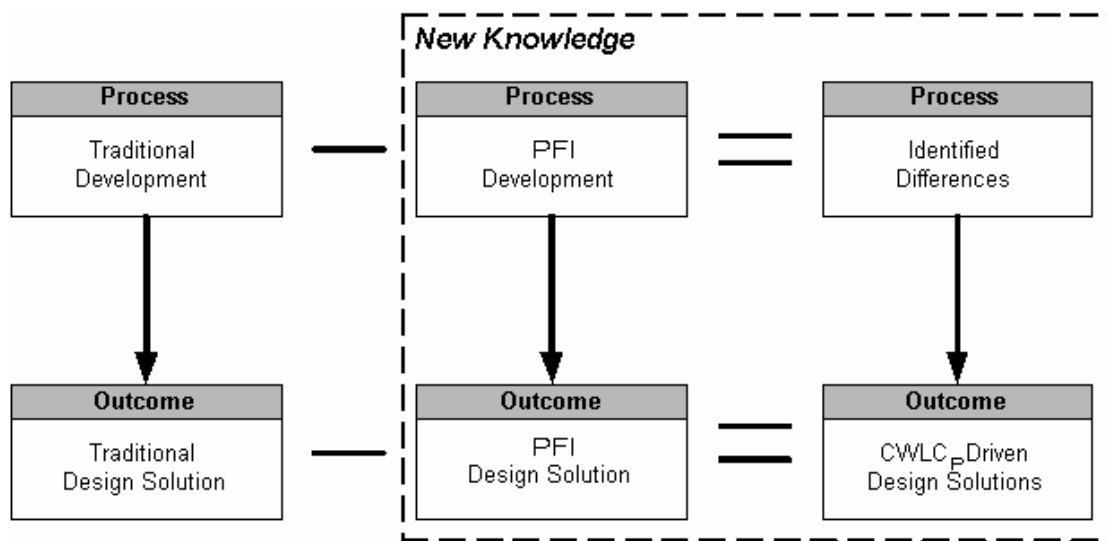 New Knowledge
Process
Traditional
Development
Process
PFI
Development
Process
Identified
Differences
Outcome
Traditional
Design Solution
Outcome
PFI
Design Solution
Outcome
CWLCP Driven
Design Solutions